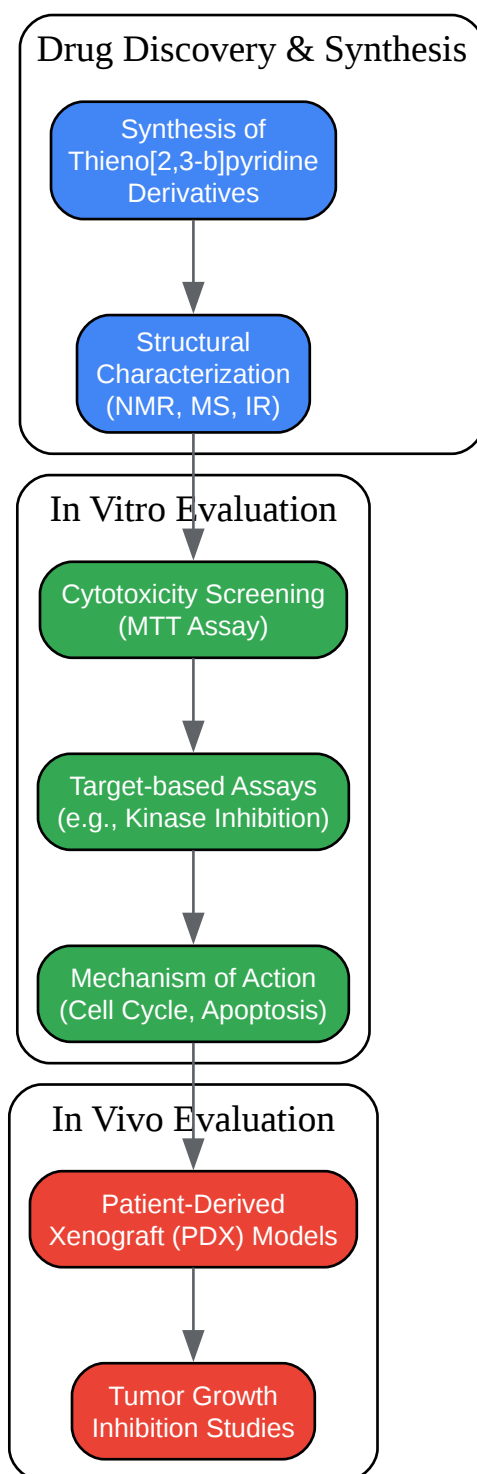 Drug Discovery & Synthesis
Synthesis of
Thieno[2,3-b]pyridine
Derivatives
Structural
Characterization
(NMR, MS, IR)
In Vitro Evaluation
Cytotoxicity Screening
(MTT Assay)
Target-based Assays
(e.g., Kinase Inhibition)
Mechanism of Action
(Cell Cycle, Apoptosis)
In Vivo Evaluation
Patient-Derived
Xenograft (PDX) Models
Tumor Growth
Inhibition Studies